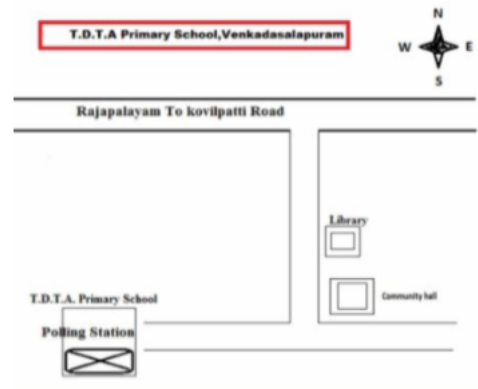 T.D.T.A Primary School,Venkadasalapuram
N
W E
S
Rajapalayam To kovilpatti Road
Library
Community hall
T.D.T.A. Primary School
Polling Station